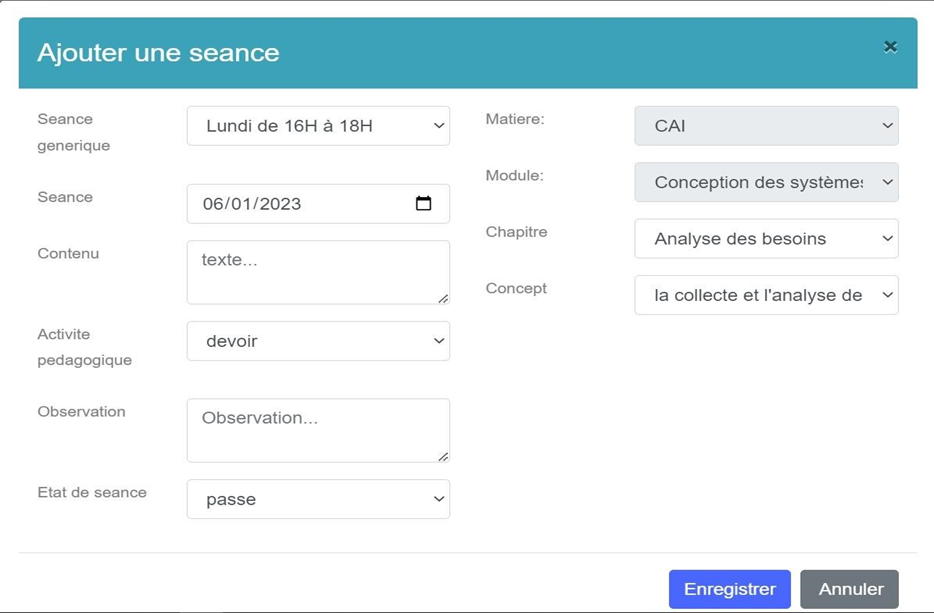 Ajouter une seance
Seance
generique
Lundi de 16H à 18H
Seance
06/01/2023
Contenu
texte...
Activite
pedagogique
devoir
Observation
Observation...
Etat de seance
passe
Matiere:
CAI
Module:
Conception des systèmes
Chapitre
Analyse des besoins
Concept
la collecte et l'analyse de
Enregistrer
Annuler